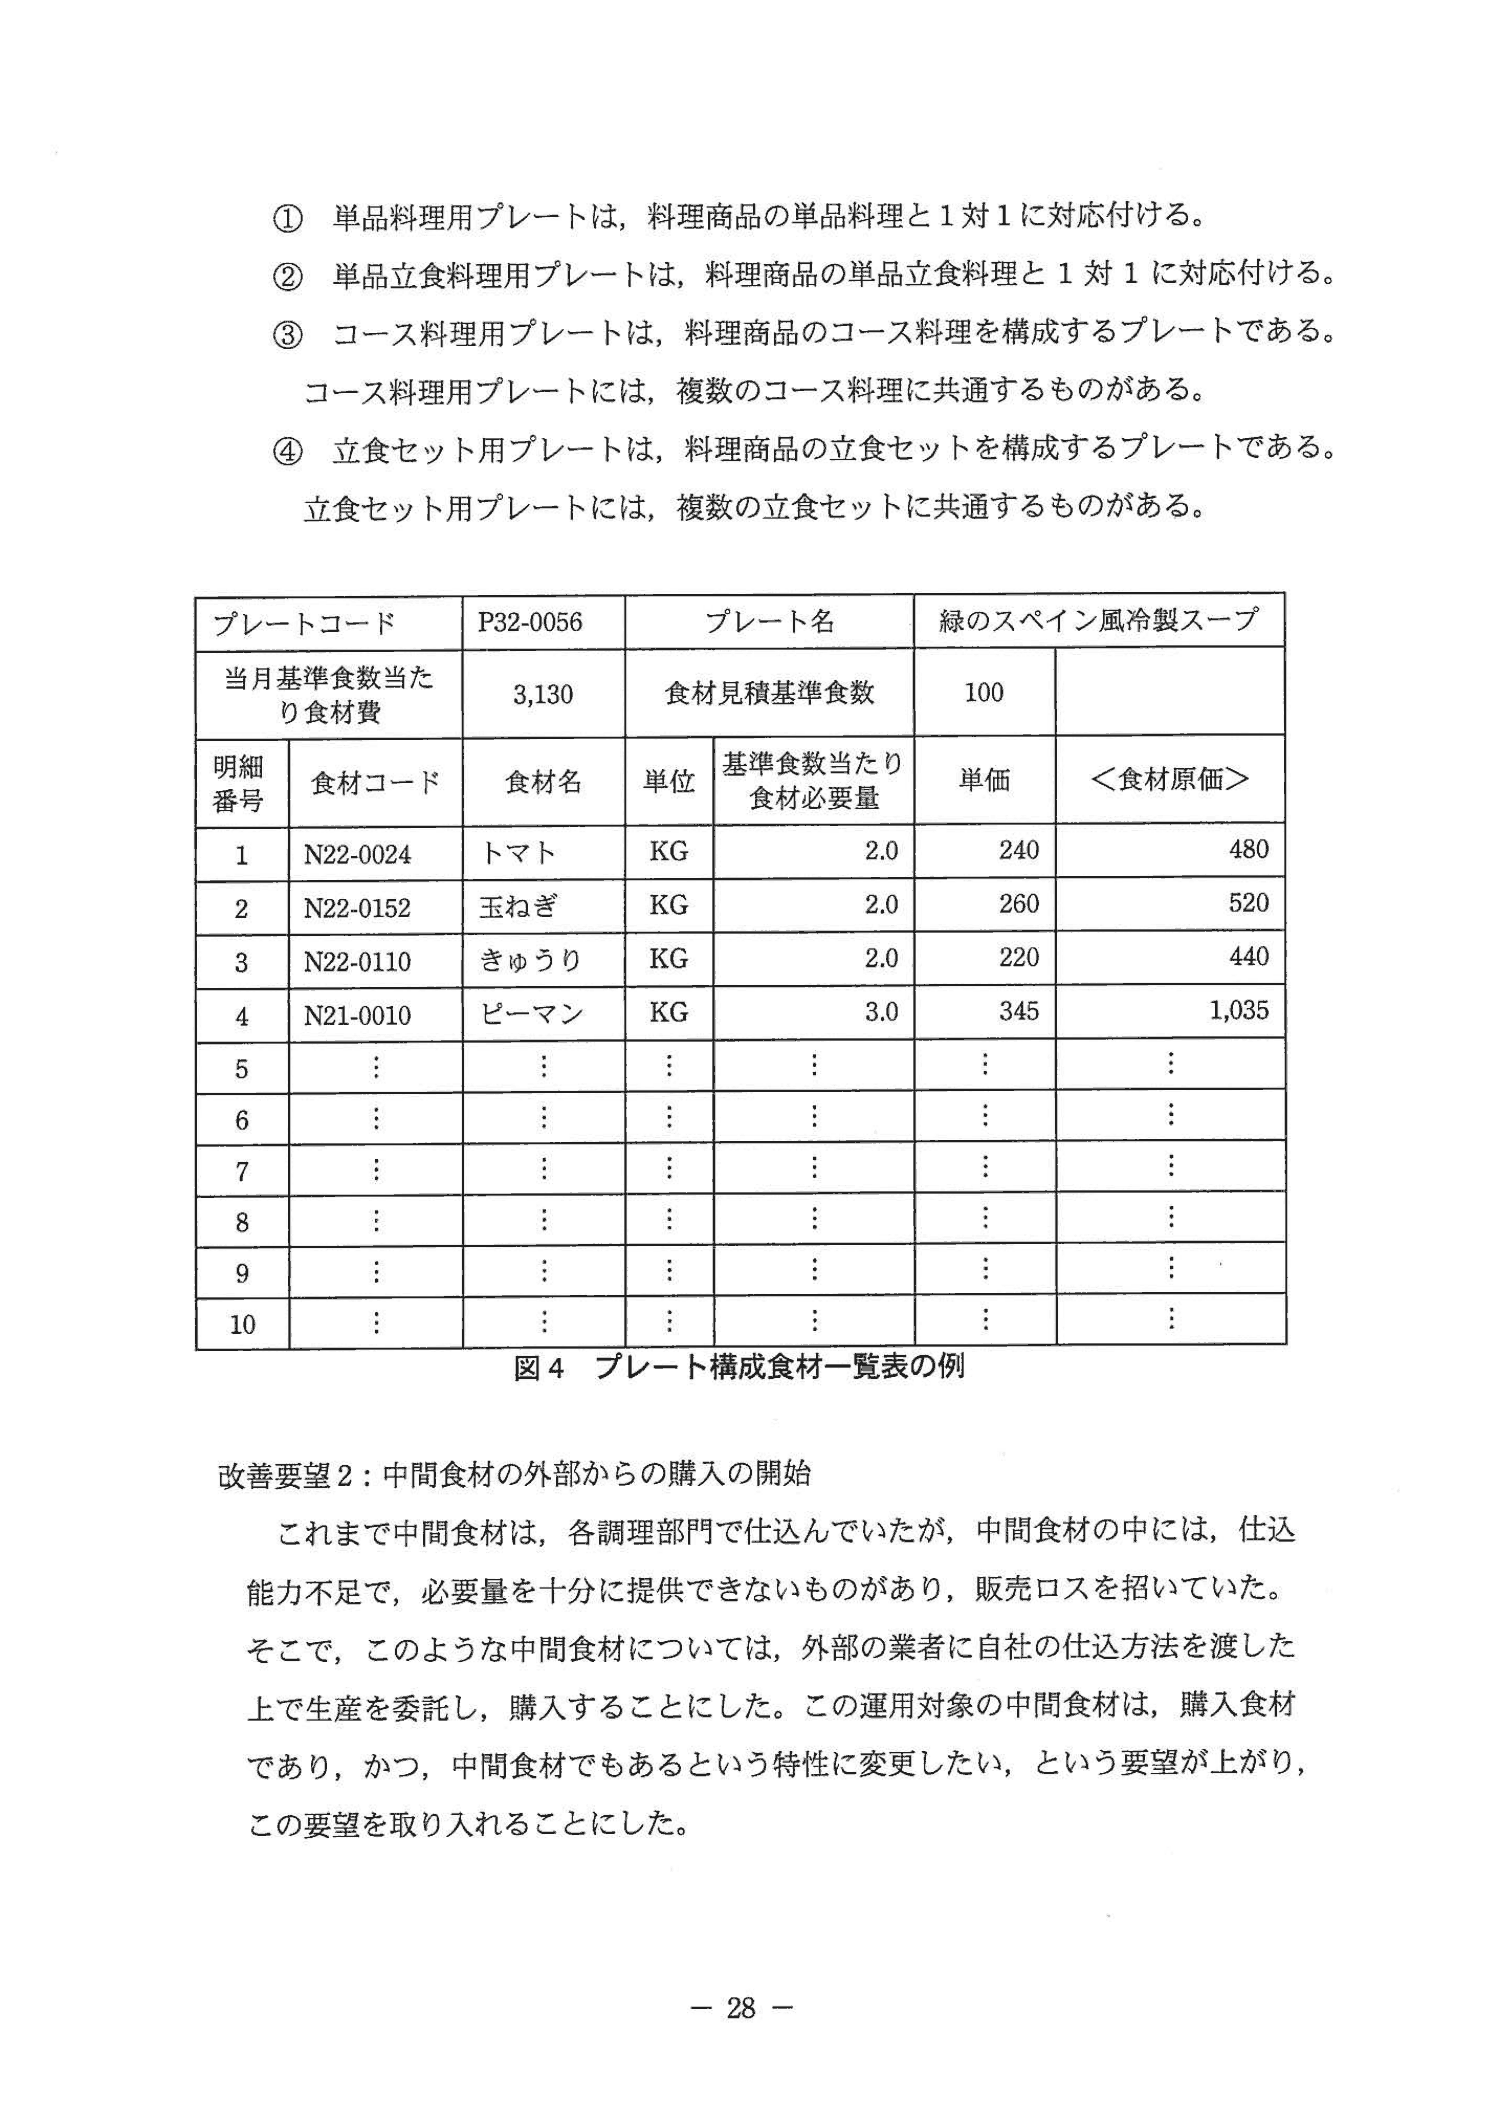 ① 単品料理用プレートは，料理商品の単品料理と1対1に対応付ける。
② 単品立食料理用プレートは，料理商品の単品立食料理と 1 対 1 に対応付ける。
③ コース料理用プレートは，料理商品のコース料理を構成するプレートである。
コース料理用プレートには，複数のコース料理に共通するものがある。
④ 立食セット用プレートは，料理商品の立食セットを構成するプレートである。
立食セット用プレートには，複数の立食セットに共通するものがある。
プレートコード P32-0056 プレート名 緑のスペイン風冷製スープ
当月基準食数当た
り食材費 3,130 食材見積基準食数 100
明細
番号 食材コード 食材名 単位 基準食数当たり
食材必要量 単価 ＜食材原価＞
1 N22-0024 トマト KG 2.0 240 480
2 N22-0152 玉ねぎ KG 2.0 260 520
3 N22-0110 きゅうり KG 2.0 220 440
4 N21-0010 ピーマン KG 3.0 345 1,035
5 ⋮ ⋮ ⋮ ⋮ ⋮ ⋮
6 ⋮ ⋮ ⋮ ⋮ ⋮ ⋮
7 ⋮ ⋮ ⋮ ⋮ ⋮ ⋮
8 ⋮ ⋮ ⋮ ⋮ ⋮ ⋮
9 ⋮ ⋮ ⋮ ⋮ ⋮ ⋮
10 ⋮ ⋮ ⋮ ⋮ ⋮ ⋮
図4 プレート構成食材一覧表の例
改善要望2：中間食材の外部からの購入の開始
これまで中間食材は，各調理部門で仕込んでいたが，中間食材の中には，仕込
能力不足で，必要量を十分に提供できないものがあり，販売ロスを招いていた。
そこで，このような中間食材については，外部の業者に自社の仕込方法を渡した
上で生産を委託し，購入することにした。この運用対象の中間食材は，購入食材
であり，かつ，中間食材でもあるという特性に変更したい，という要望が上がり，
この要望を取り入れることにした。
－ 28 －